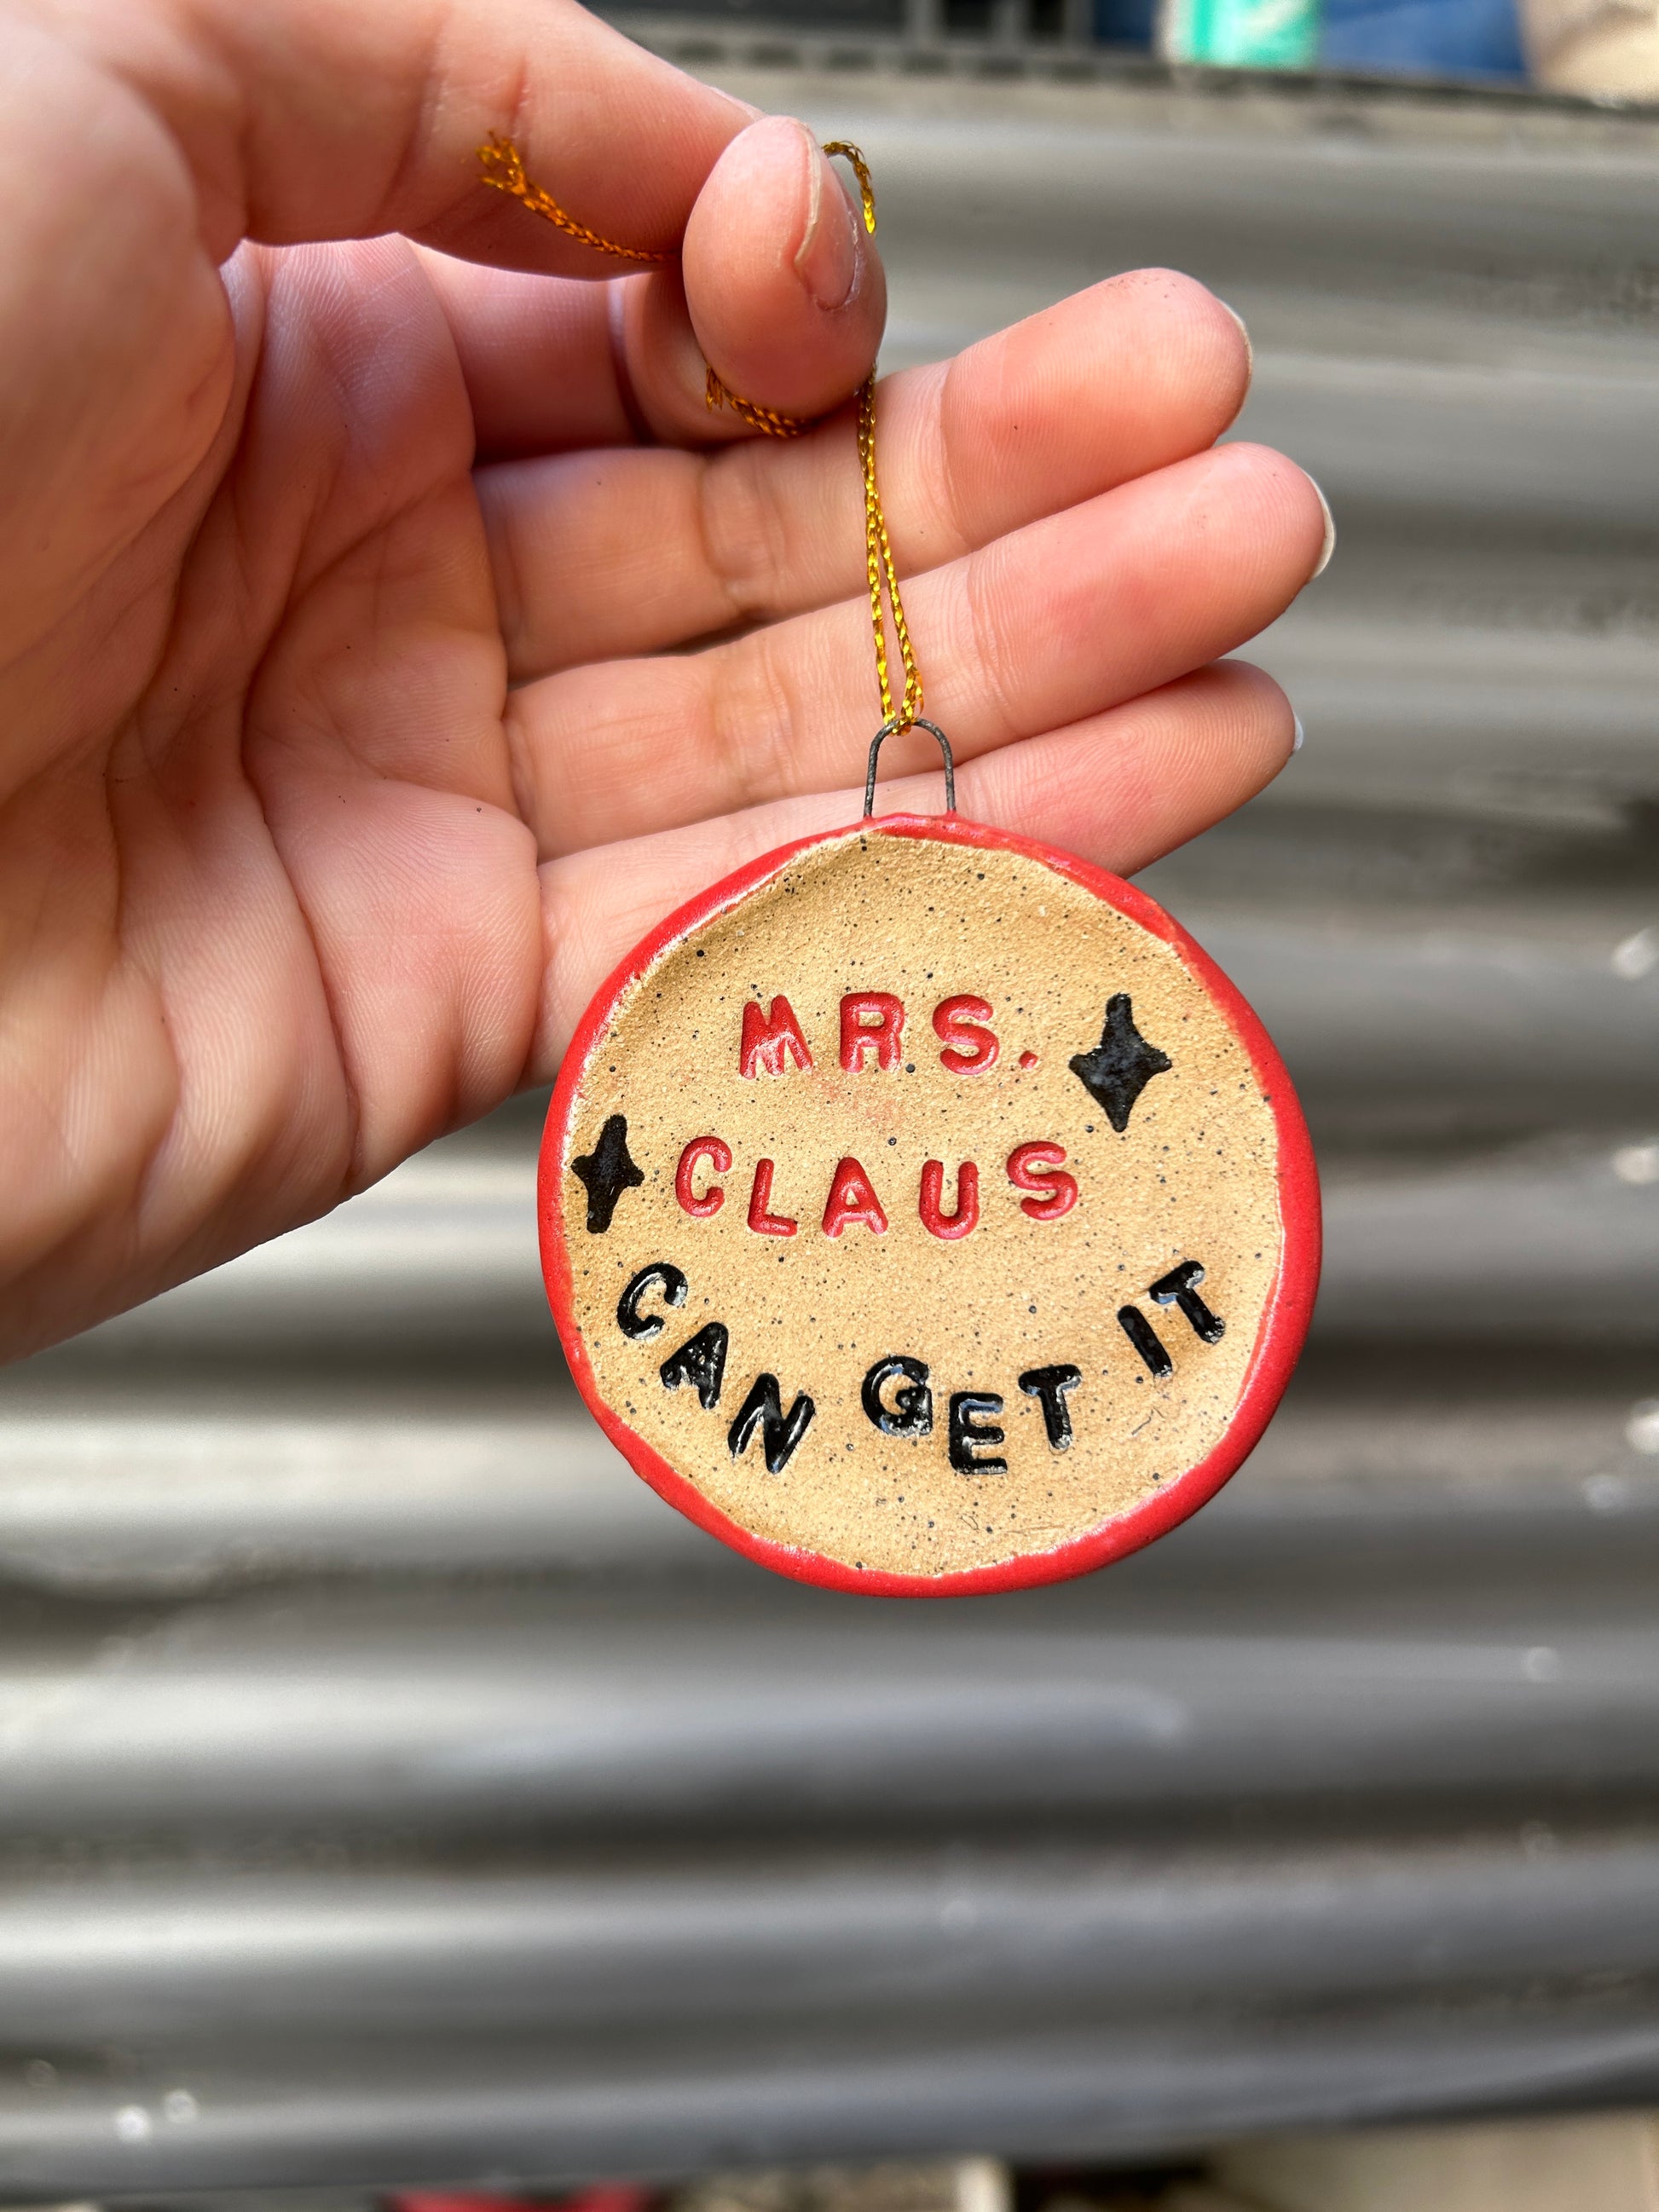 MRS.
CLAUS
CAN GET IT